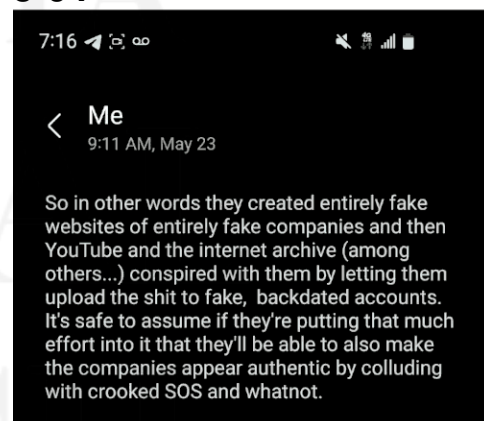 7:16
Me
9:11 AM, May 23
So in other words they created entirely fake
websites of entirely fake companies and then
YouTube and the internet archive (among
others...) conspired with them by letting them
upload the shit to fake,  backdated accounts.
It's safe to assume if they're putting that much
effort into it that they'll be able to also make
the companies appear authentic by colluding
with crooked SOS and whatnot.